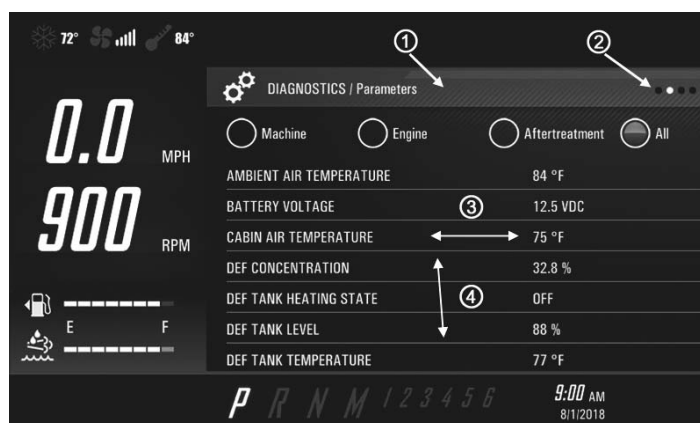 72° 84°
1 2
DIAGNOSTICS / Parameters
Machine Engine Aftertreatment All
0.0 MPH
900 RPM
AMBIENT AIR TEMPERATURE 84 °F
BATTERY VOLTAGE 12.5 VDC
3
CABIN AIR TEMPERATURE 75 °F
DEF CONCENTRATION 32.8 %
DEF TANK HEATING STATE 4 OFF
DEF TANK LEVEL 88 %
DEF TANK TEMPERATURE 77 °F
E F
P R N M 1 2 3 4 5 6
9:00 AM
8/1/2018